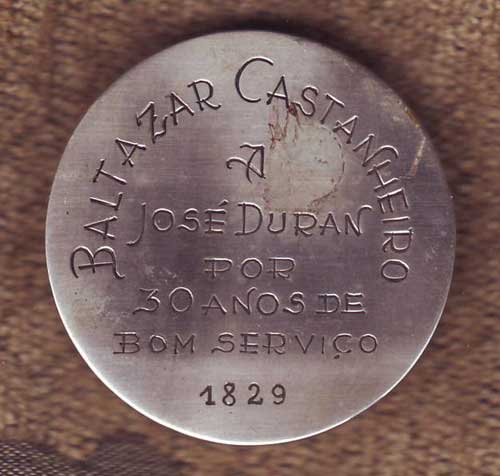 BALTAZAR CASTANHEIRO
A
JOSÉ DURAN
POR
30 ANOS DE
BOM SERVIÇO
1829